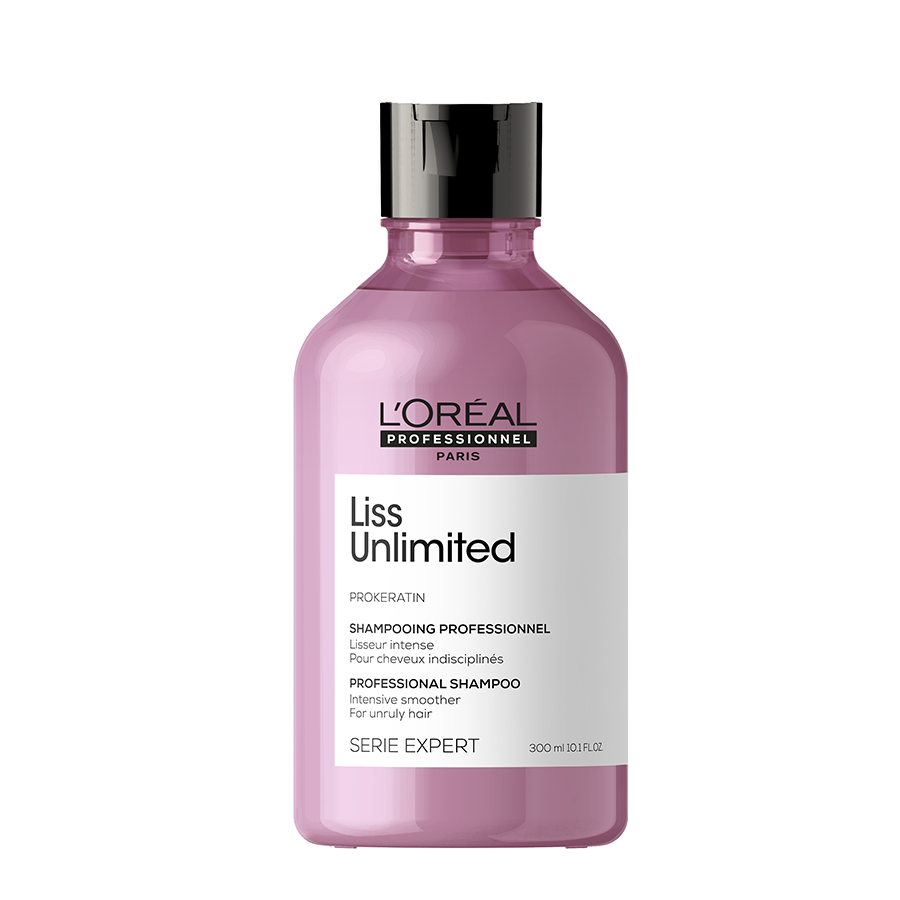 L'ORÉAL
PROFESSIONNEL
PARIS
Liss
Unlimited
PROKERATIN
SHAMPOOING PROFESSIONNEL
Lisseur intense
Pour cheveux indisciplinés
PROFESSIONAL SHAMPOO
Intensive smoother
For unruly hair
SERIE EXPERT 300 ml 10.1 FL.OZ.